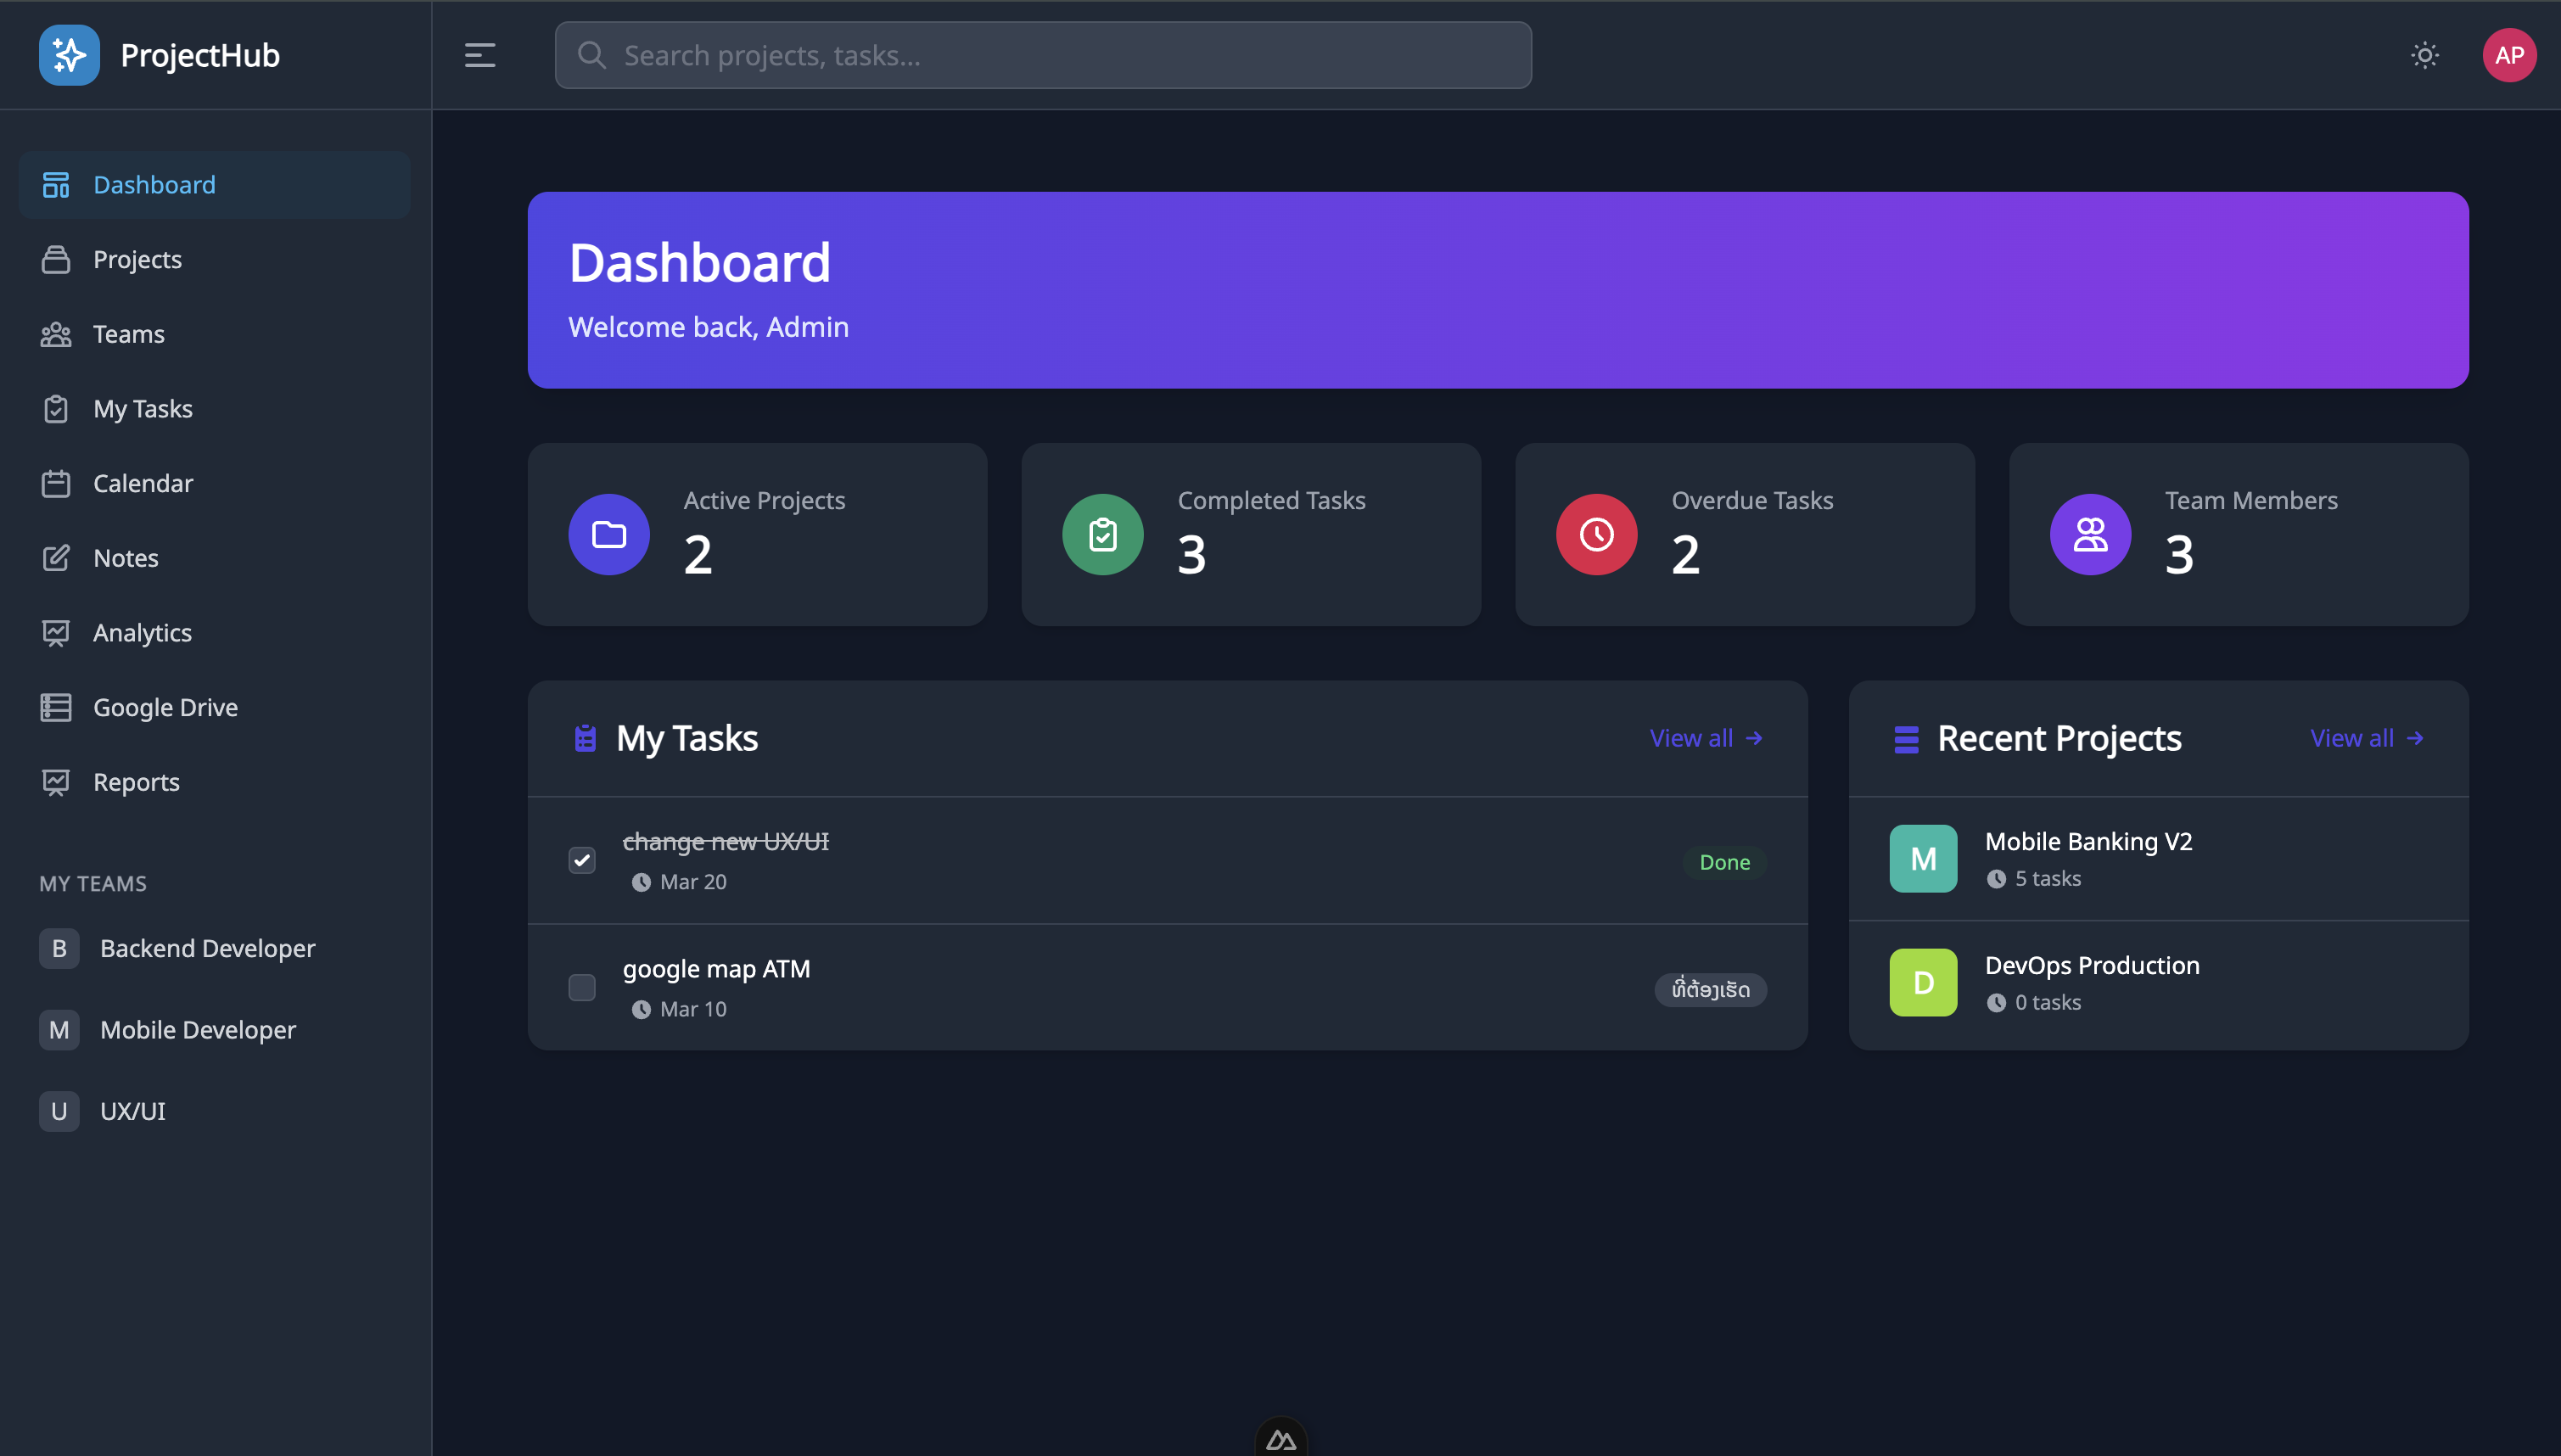 ProjectHub
Search projects, tasks...
AP
Dashboard
Projects
Teams
My Tasks
Calendar
Notes
Analytics
Google Drive
Reports
MY TEAMS
B Backend Developer
M Mobile Developer
U UX/UI
Dashboard
Welcome back, Admin
Active Projects
2
Completed Tasks
3
Overdue Tasks
2
Team Members
3
My Tasks
View all →
change new UX/UI
Mar 20
Done
google map ATM
Mar 10
ທີ່ຕ້ອງເຮັດ
Recent Projects
View all →
M
Mobile Banking V2
5 tasks
D
DevOps Production
0 tasks